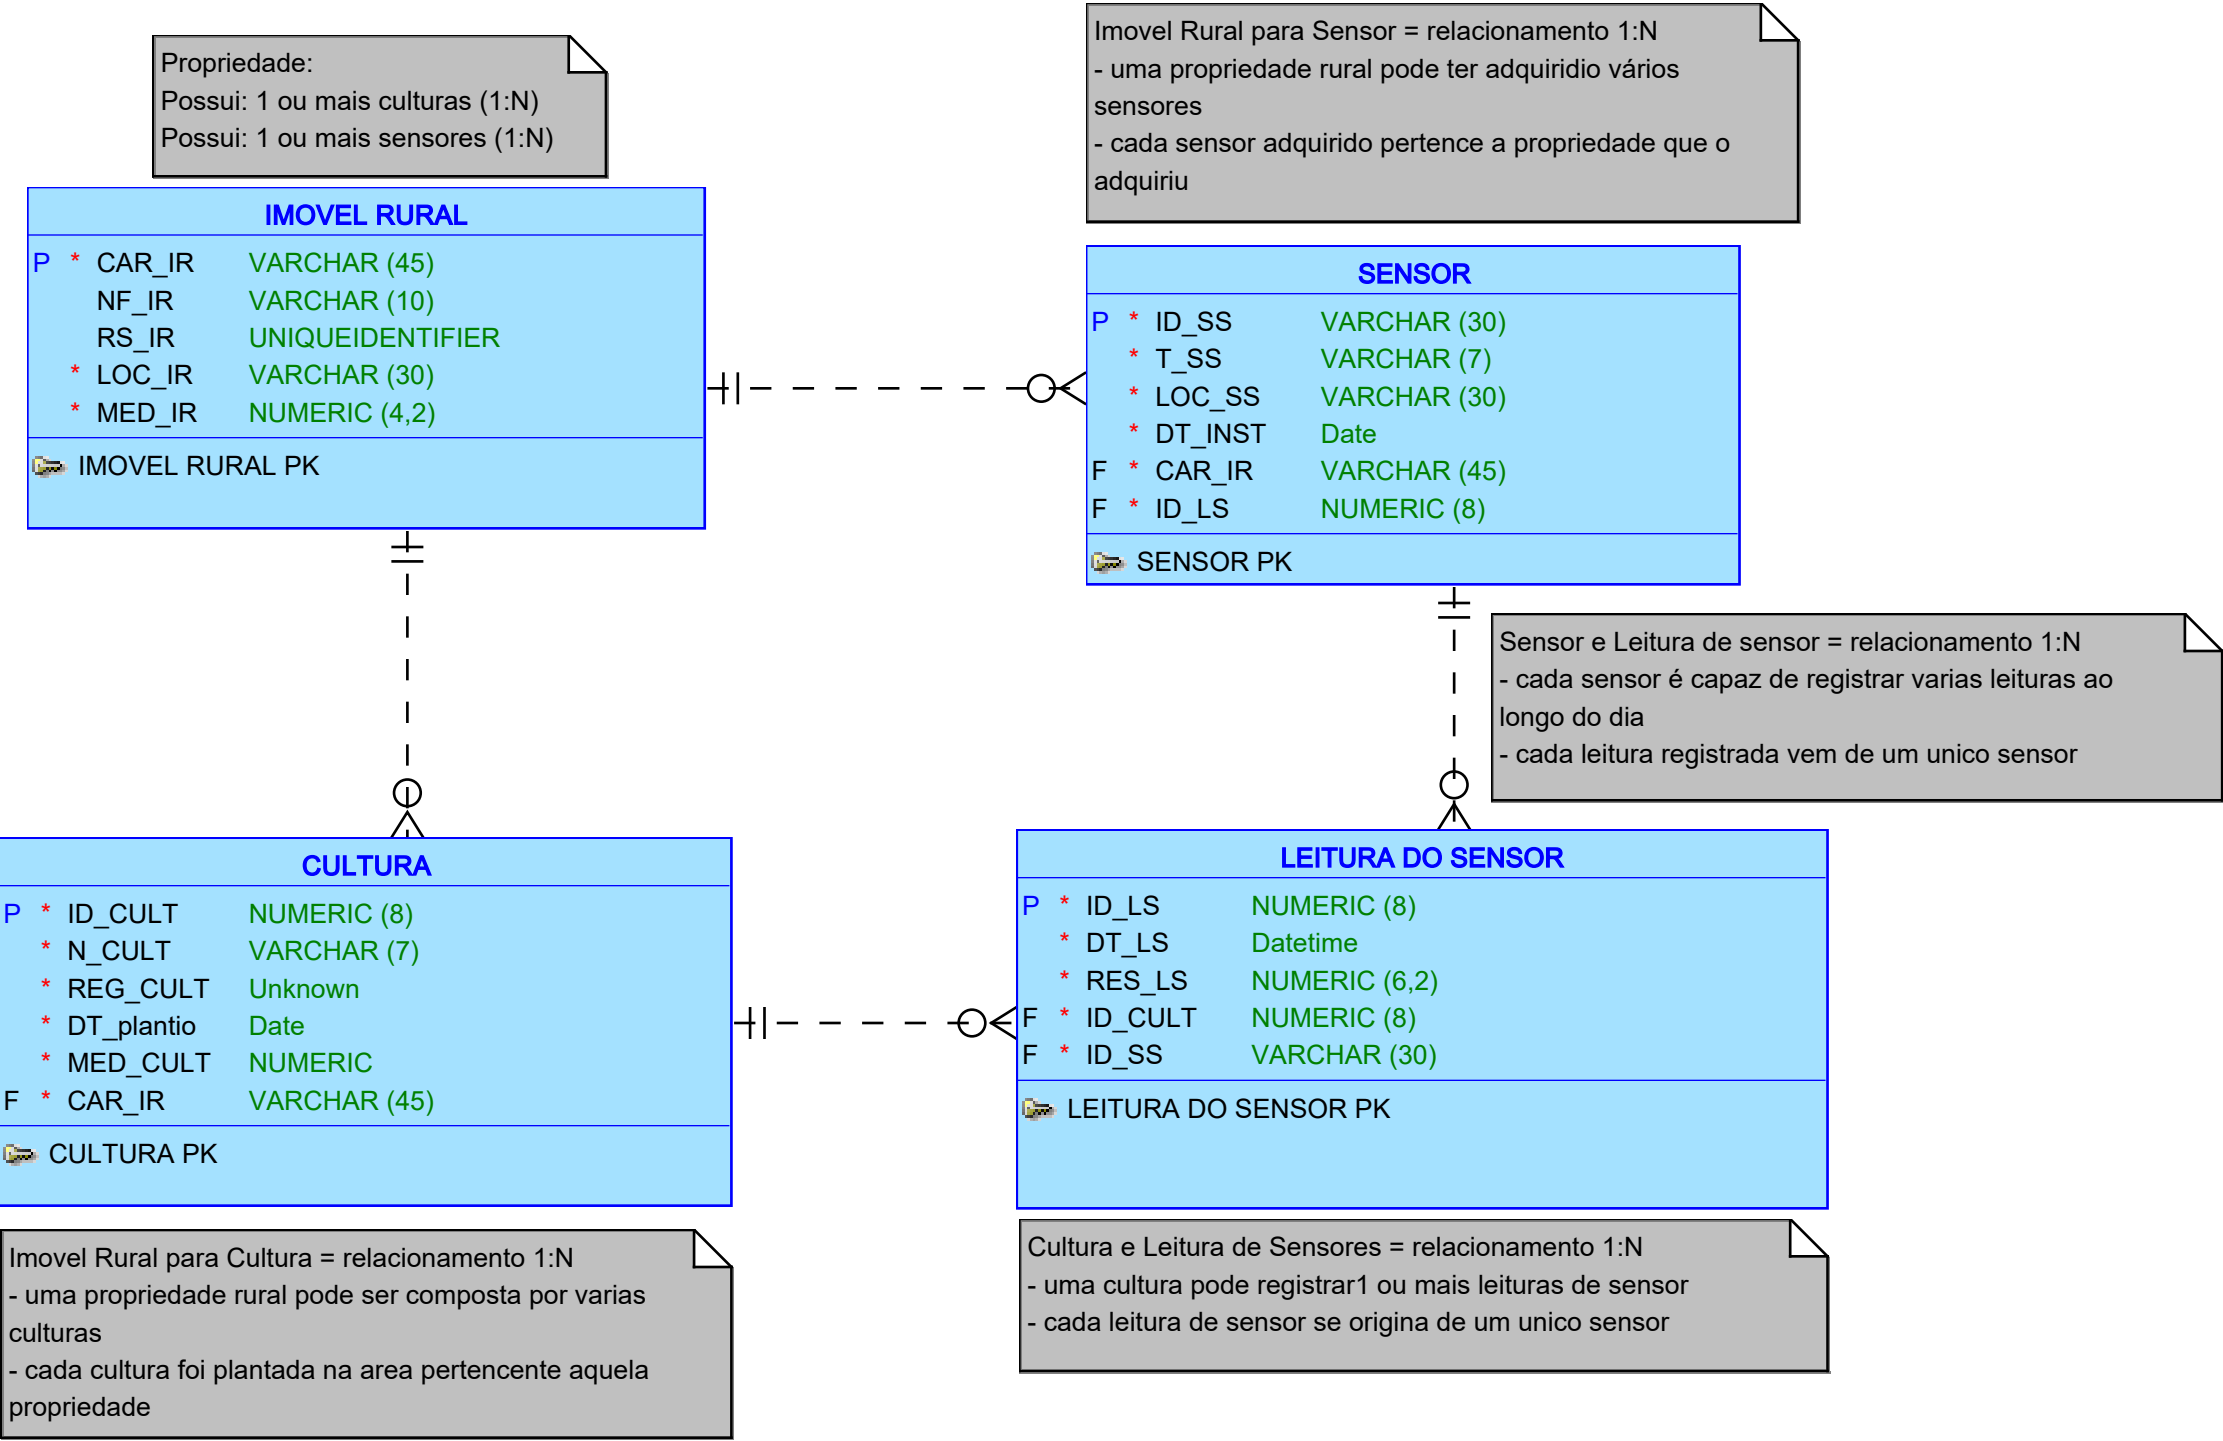 Propriedade:
Possui: 1 ou mais culturas (1:N)
Possui: 1 ou mais sensores (1:N)
Imovel Rural para Sensor = relacionamento 1:N
- uma propriedade rural pode ter adquiridio vários
sensores
- cada sensor adquirido pertence a propriedade que o
adquiriu
IMOVEL RURAL
P * CAR_IR VARCHAR (45)
NF_IR VARCHAR (10)
RS_IR UNIQUEIDENTIFIER
* LOC_IR VARCHAR (30)
* MED_IR NUMERIC (4,2)
IMOVEL RURAL PK
SENSOR
P * ID_SS VARCHAR (30)
* T_SS VARCHAR (7)
* LOC_SS VARCHAR (30)
* DT_INST Date
F * CAR_IR VARCHAR (45)
F * ID_LS NUMERIC (8)
SENSOR PK
Sensor e Leitura de sensor = relacionamento 1:N
- cada sensor é capaz de registrar varias leituras ao
longo do dia
- cada leitura registrada vem de um unico sensor
CULTURA
P * ID_CULT NUMERIC (8)
* N_CULT VARCHAR (7)
* REG_CULT Unknown
* DT_plantio Date
* MED_CULT NUMERIC
F * CAR_IR VARCHAR (45)
CULTURA PK
LEITURA DO SENSOR
P * ID_LS NUMERIC (8)
* DT_LS Datetime
* RES_LS NUMERIC (6,2)
F * ID_CULT NUMERIC (8)
F * ID_SS VARCHAR (30)
LEITURA DO SENSOR PK
Imovel Rural para Cultura = relacionamento 1:N
- uma propriedade rural pode ser composta por varias
culturas
- cada cultura foi plantada na area pertencente aquela
propriedade
Cultura e Leitura de Sensores = relacionamento 1:N
- uma cultura pode registrar1 ou mais leituras de sensor
- cada leitura de sensor se origina de um unico sensor